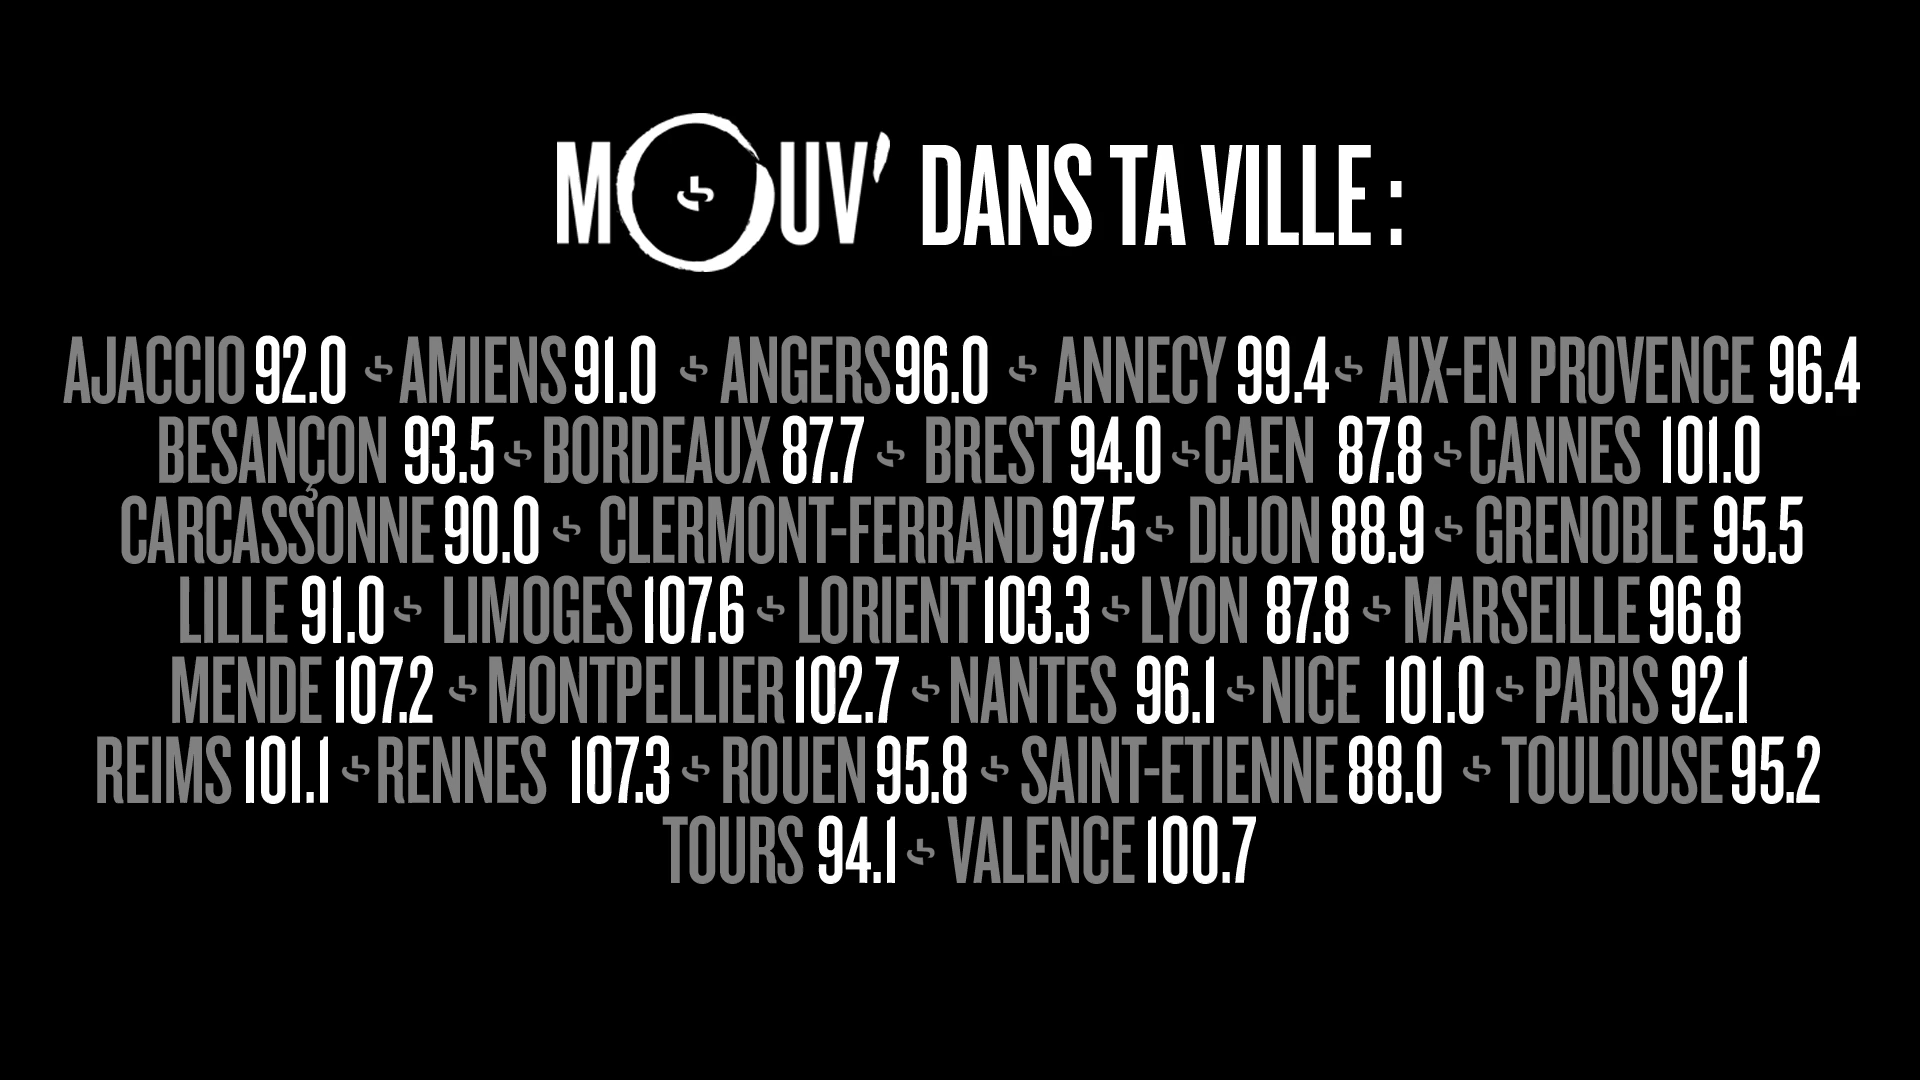 MOUV' DANS TA VILLE :
AJACCIO 92.0 AMIENS 91.0 ANGERS 96.0 ANNECY 99.4 AIX-EN PROVENCE 96.4
BESANÇON 93.5 BORDEAUX 87.7 BREST 94.0 CAEN 87.8 CANNES 101.0
CARCASSONNE 90.0 CLERMONT-FERRAND 97.5 DIJON 88.9 GRENOBLE 95.5
LILLE 91.0 LIMOGES 107.6 LORIENT 103.3 LYON 87.8 MARSEILLE 96.8
MENDE 107.2 MONTPELLIER 102.7 NANTES 96.1 NICE 101.0 PARIS 92.1
REIMS 101.1 RENNES 107.3 ROUEN 95.8 SAINT-ETIENNE 88.0 TOULOUSE 95.2
TOURS 94.1 VALENCE 100.7